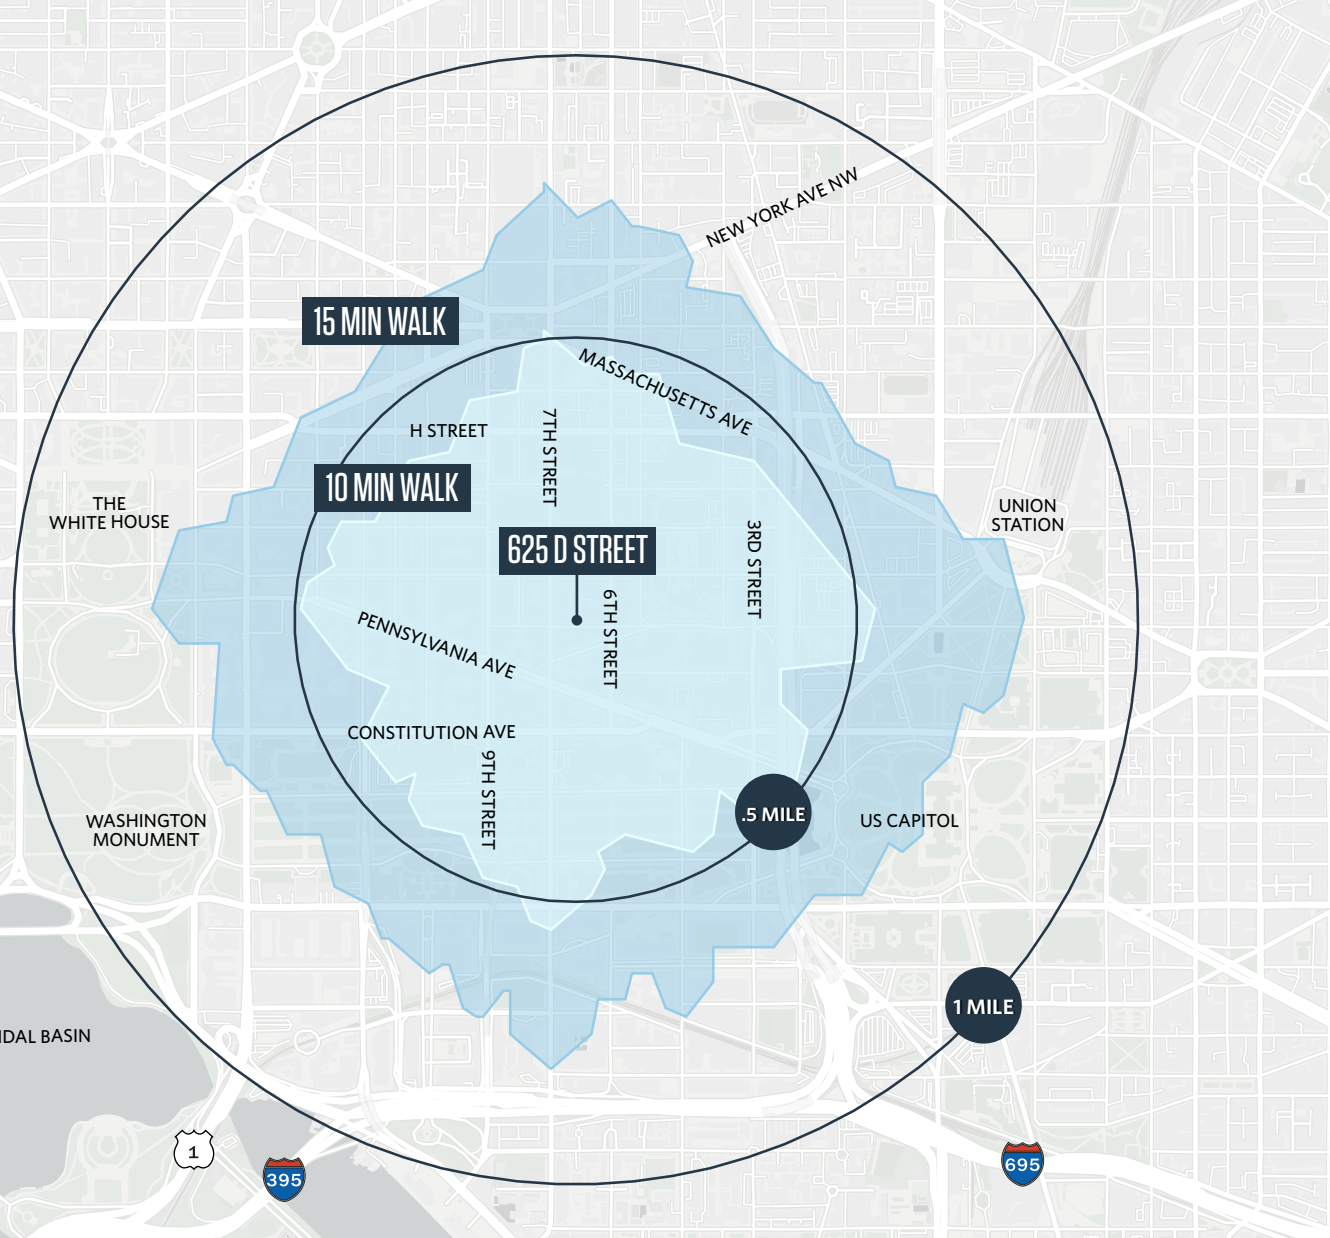 NEW YORK AVE NW
15 MIN WALK
MASSACHUSETTS AVE
H STREET
7TH STREET
10 MIN WALK
THE
WHITE HOUSE
UNION
STATION
3RD STREET
625 D STREET
6TH STREET
PENNSYLVANIA AVE
CONSTITUTION AVE
9TH STREET
.5 MILE
US CAPITOL
WASHINGTON
MONUMENT
1 MILE
IDAL BASIN
1
395
695